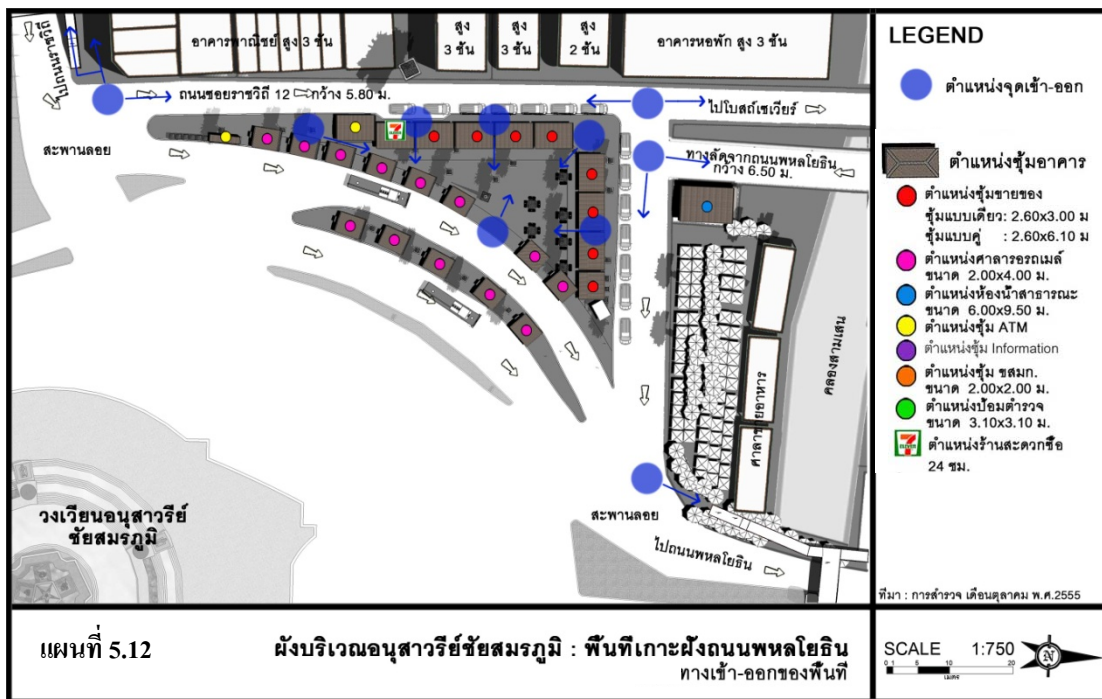 อาคารพาณิชย์ สูง 3 ชั้น
สูง
3 ชั้น
สูง
3 ชั้น
สูง
2 ชั้น
อาคารหอพัก สูง 3 ชั้น
ถนนซอยราชวิถี 12
กว้าง 5.80 ม.
ไปโบสถ์เซเวียร์
สะพานลอย
7
ELEVEN
ทางลัดจากถนนพหลโยธิน
กว้าง 6.50 ม.
คลองสามเสน
ศาลาขายอาหาร
วงเวียนอนุสาวรีย์
ชัยสมรภูมิ
สะพานลอย
ไปถนนพหลโยธิน
LEGEND
ตำแหน่งจุดเข้า-ออก
ตำแหน่งซุ้มอาคาร
ตำแหน่งซุ้มขายของ
ซุ้มแบบเดี่ยว: 2.60x3.00 ม
ซุ้มแบบคู่ : 2.60x6.10 ม
ตำแหน่งศาลารอรถเมล์
ขนาด 2.00x4.00 ม.
ตำแหน่งห้องน้ำสาธารณะ
ขนาด 6.00x9.50 ม.
ตำแหน่งซุ้ม ATM
ตำแหน่งซุ้ม Information
ตำแหน่งซุ้ม ขสมก.
ขนาด 2.00x2.00 ม.
ตำแหน่งป้อมตำรวจ
ขนาด 3.10x3.10 ม.
7
ELEVEN
ตำแหน่งร้านสะดวกซื้อ
24 ชม.
ที่มา : การสำรวจ เดือนตุลาคม พ.ศ.2555
แผนที่ 5.12
ผังบริเวณอนุสาวรีย์ชัยสมรภูมิ : พื้นที่เกาะฝั่งถนนพหลโยธิน
ทางเข้า-ออกของพื้นที่
SCALE 1:750
0 1 5 10 20
เมตร
N